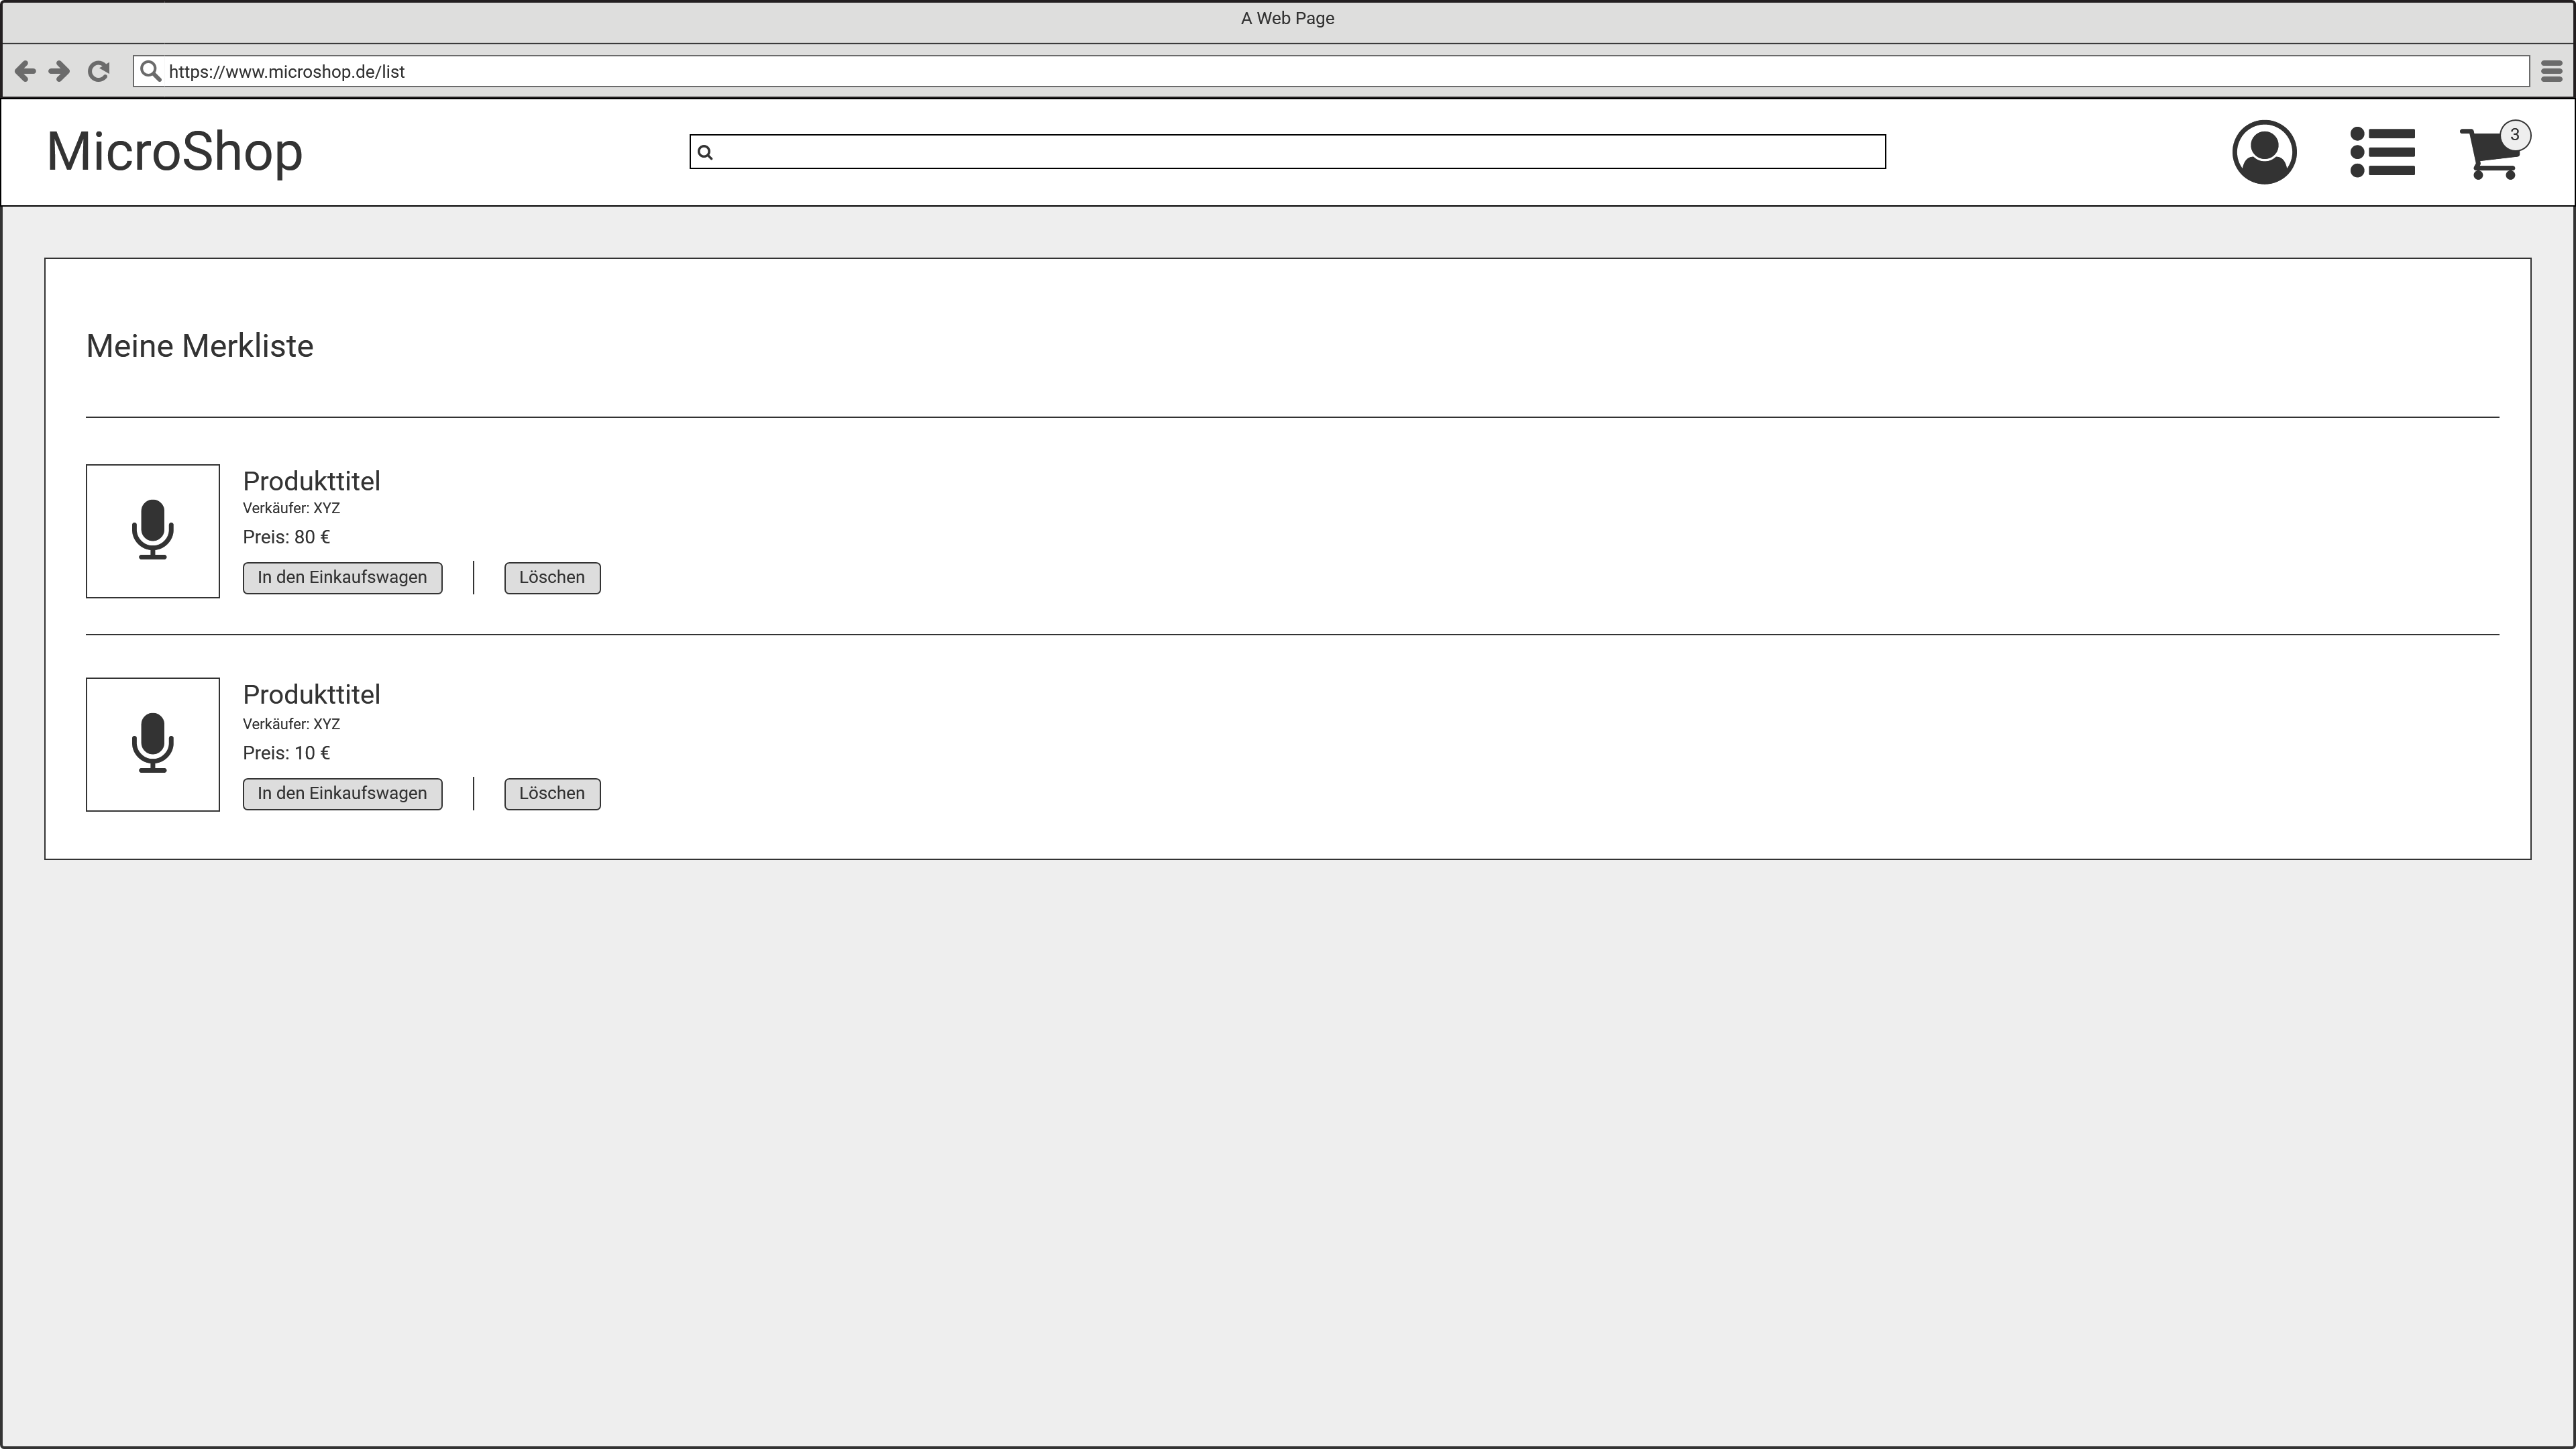 A Web Page
https://www.microshop.de/list
MicroShop
3
Meine Merkliste
Produkttitel
Verkäufer: XYZ
Preis: 80 €
In den Einkaufswagen
Löschen
Produkttitel
Verkäufer: XYZ
Preis: 10 €
In den Einkaufswagen
Löschen